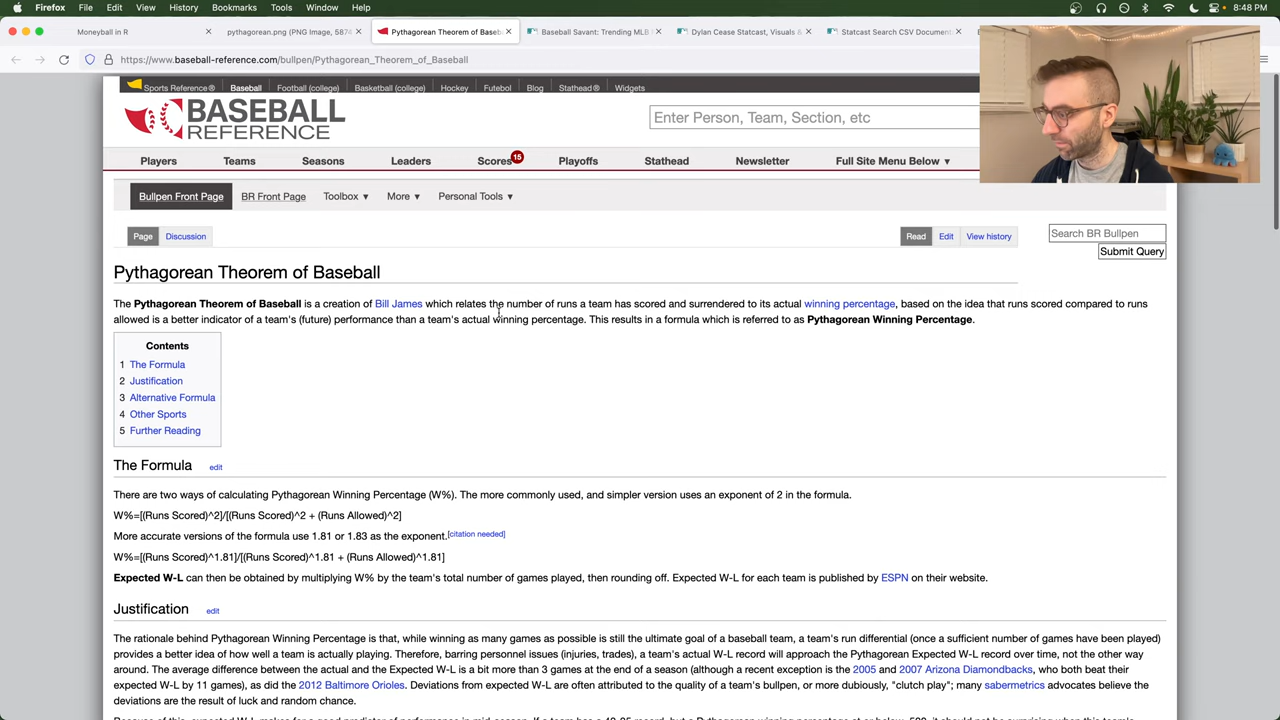 Firefox File Edit View History Bookmarks Tools Window Help 8:48 PM
Moneyball in R
pythagorean.png (PNG Image, 587
Pythagorean Theorem of Baseb
Baseball Savant: Trending MLB
Dylan Cease Statcast, Visuals &
Statcast Search CSV Document
https://www.baseball-reference.com/bullpen/Pythagorean_Theorem_of_Baseball
Sports Reference® Baseball Football (college) Basketball (college) Hockey Futebol Blog Stathead® Widgets
BASEBALL
REFERENCE
Enter Person, Team, Section, etc
Players Teams Seasons Leaders Scores 15 Playoffs Stathead Newsletter Full Site Menu Below ▼
Bullpen Front Page BR Front Page Toolbox ▼ More ▼ Personal Tools ▼
Page Discussion Read Edit View history
Search BR Bullpen
Submit Query
Pythagorean Theorem of Baseball
The Pythagorean Theorem of Baseball is a creation of Bill James which relates the number of runs a team has scored and surrendered to its actual winning percentage, based on the idea that runs scored compared to runs
allowed is a better indicator of a team's (future) performance than a team's actual winning percentage. This results in a formula which is referred to as Pythagorean Winning Percentage.
Contents
1 The Formula
2 Justification
3 Alternative Formula
4 Other Sports
5 Further Reading
The Formula edit
There are two ways of calculating Pythagorean Winning Percentage (W%). The more commonly used, and simpler version uses an exponent of 2 in the formula.
W%=[(Runs Scored)^2]/[(Runs Scored)^2 + (Runs Allowed)^2]
More accurate versions of the formula use 1.81 or 1.83 as the exponent.[citation needed]
W%=[(Runs Scored)^1.81]/[(Runs Scored)^1.81 + (Runs Allowed)^1.81]
Expected W-L can then be obtained by multiplying W% by the team's total number of games played, then rounding off. Expected W-L for each team is published by ESPN on their website.
Justification edit
The rationale behind Pythagorean Winning Percentage is that, while winning as many games as possible is still the ultimate goal of a baseball team, a team's run differential (once a sufficient number of games have been played)
provides a better idea of how well a team is actually playing. Therefore, barring personnel issues (injuries, trades), a team's actual W-L record will approach the Pythagorean Expected W-L record over time, not the other way
around. The average difference between the actual and the Expected W-L is a bit more than 3 games at the end of a season (although a recent exception is the 2005 and 2007 Arizona Diamondbacks, who both beat their
expected W-L by 11 games), as did the 2012 Baltimore Orioles. Deviations from expected W-L are often attributed to the quality of a team's bullpen, or more dubiously, "clutch play"; many sabermetrics advocates believe the
deviations are the result of luck and random chance.